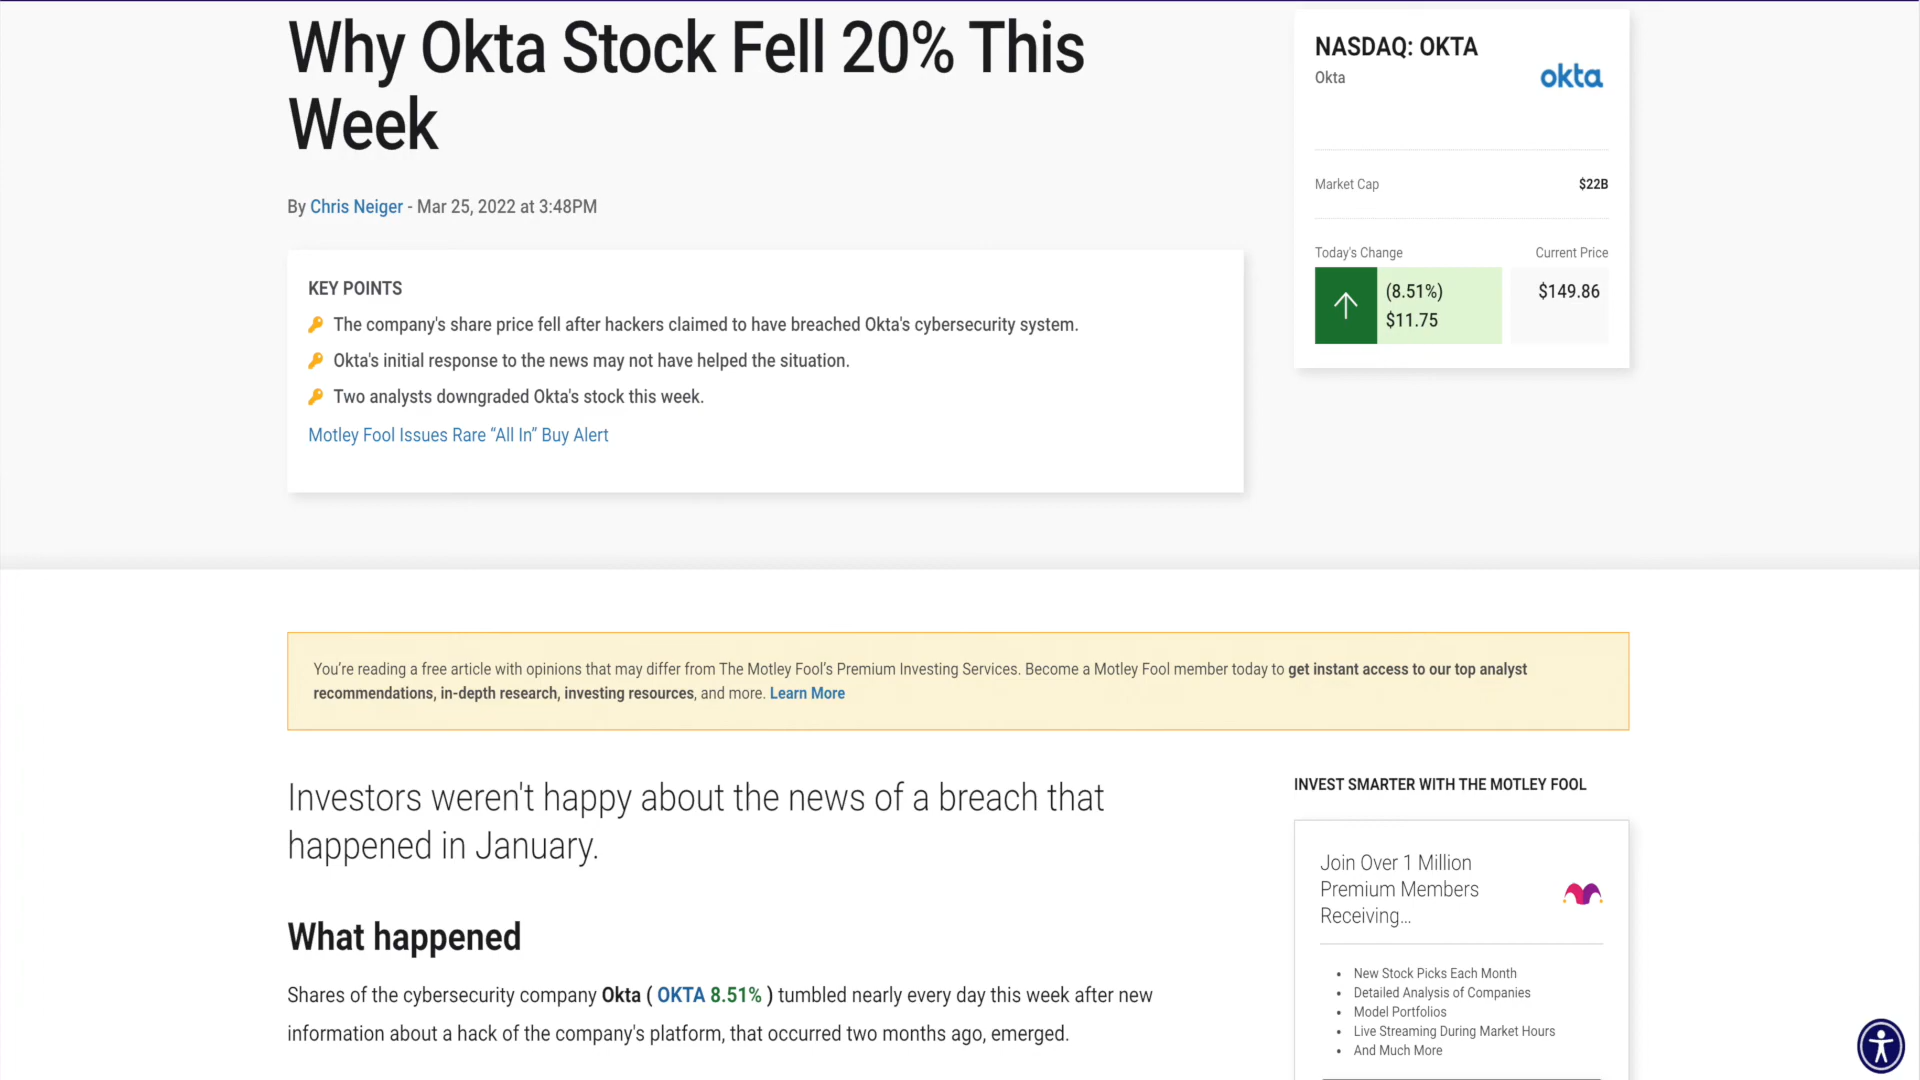 Why Okta Stock Fell 20% This
Week
By Chris Neiger - Mar 25, 2022 at 3:48PM
KEY POINTS
The company's share price fell after hackers claimed to have breached Okta's cybersecurity system.
Okta's initial response to the news may not have helped the situation.
Two analysts downgraded Okta's stock this week.
Motley Fool Issues Rare “All In” Buy Alert
NASDAQ: OKTA
Okta
okta
Market Cap $22B
Today's Change Current Price
(8.51%)
$11.75
$149.86
You’re reading a free article with opinions that may differ from The Motley Fool’s Premium Investing Services. Become a Motley Fool member today to get instant access to our top analyst
recommendations, in-depth research, investing resources, and more. Learn More
Investors weren't happy about the news of a breach that
happened in January.
What happened
Shares of the cybersecurity company Okta ( OKTA 8.51% ) tumbled nearly every day this week after new
information about a hack of the company's platform, that occurred two months ago, emerged.
INVEST SMARTER WITH THE MOTLEY FOOL
Join Over 1 Million
Premium Members
Receiving…
• New Stock Picks Each Month
• Detailed Analysis of Companies
• Model Portfolios
• Live Streaming During Market Hours
• And Much More